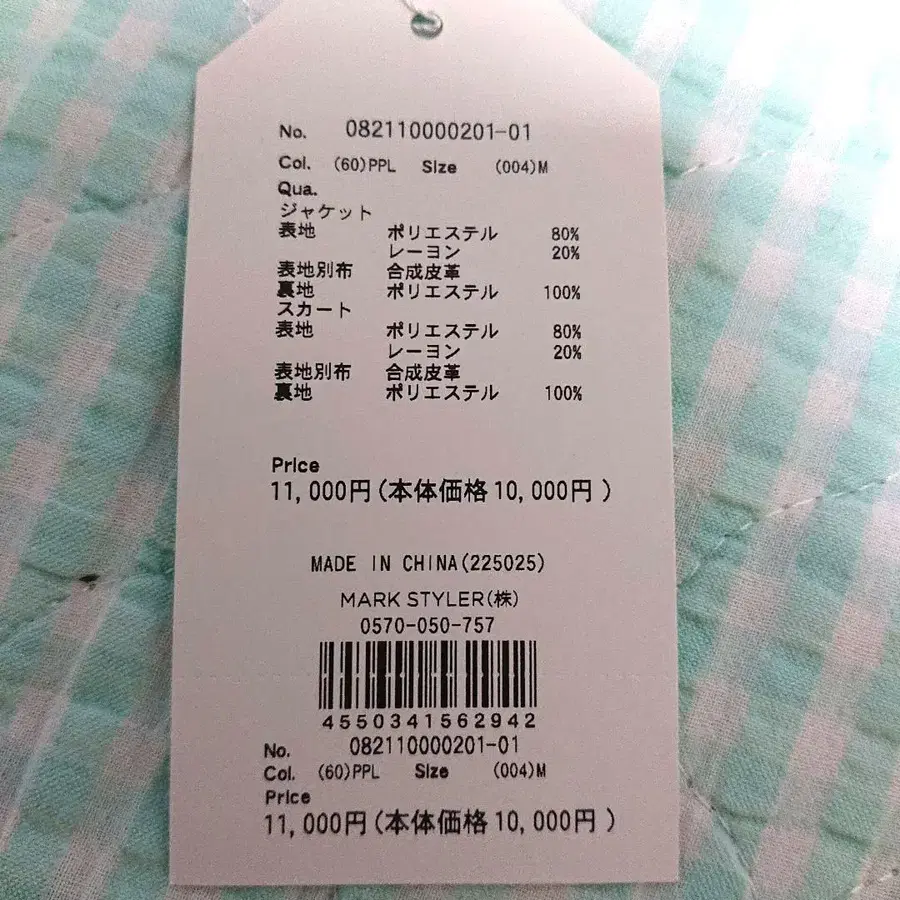 No. 082110000201-01
Col. (60)PPL Size (004)M
Qua.
ジャケット
表地 ポリエステル 80%
レーヨン 20%
表地別布 合成皮革
裏地 ポリエステル 100%
スカート
表地 ポリエステル 80%
レーヨン 20%
表地別布 合成皮革
裏地 ポリエステル 100%
Price
11,000円(本体価格10,000円)
MADE IN CHINA(225025)
MARK STYLER(株)
0570-050-757
4550341562942
No. 082110000201-01
Col. (60)PPL Size (004)M
Price
11,000円(本体価格10,000円)